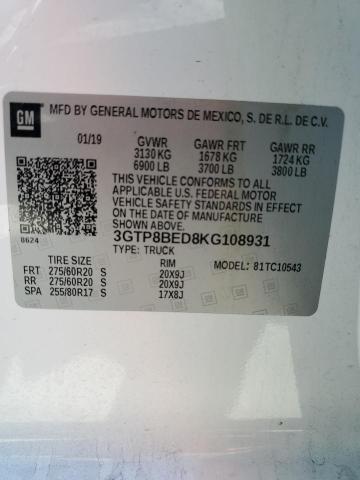 GM
MFD BY GENERAL MOTORS DE MEXICO, S. DE R.L. DE C.V.
01/19 GVWR GAWR FRT GAWR RR
3130 KG 1678 KG 1724 KG
6900 LB 3700 LB 3800 LB
THIS VEHICLE CONFORMS TO ALL
APPLICABLE U.S. FEDERAL MOTOR
VEHICLE SAFETY STANDARDS IN
EFFECT ON THE DATE OF
MANUFACTURE SHOWN ABOVE.
8624 3GTP8BED8KG108931
TYPE: TRUCK MODEL: 81TC10543
TIRE SIZE RIM
FRT 275/60R20 S 20X9J
RR 275/60R20 S 20X9J
SPA 255/80R17 S 17X8J